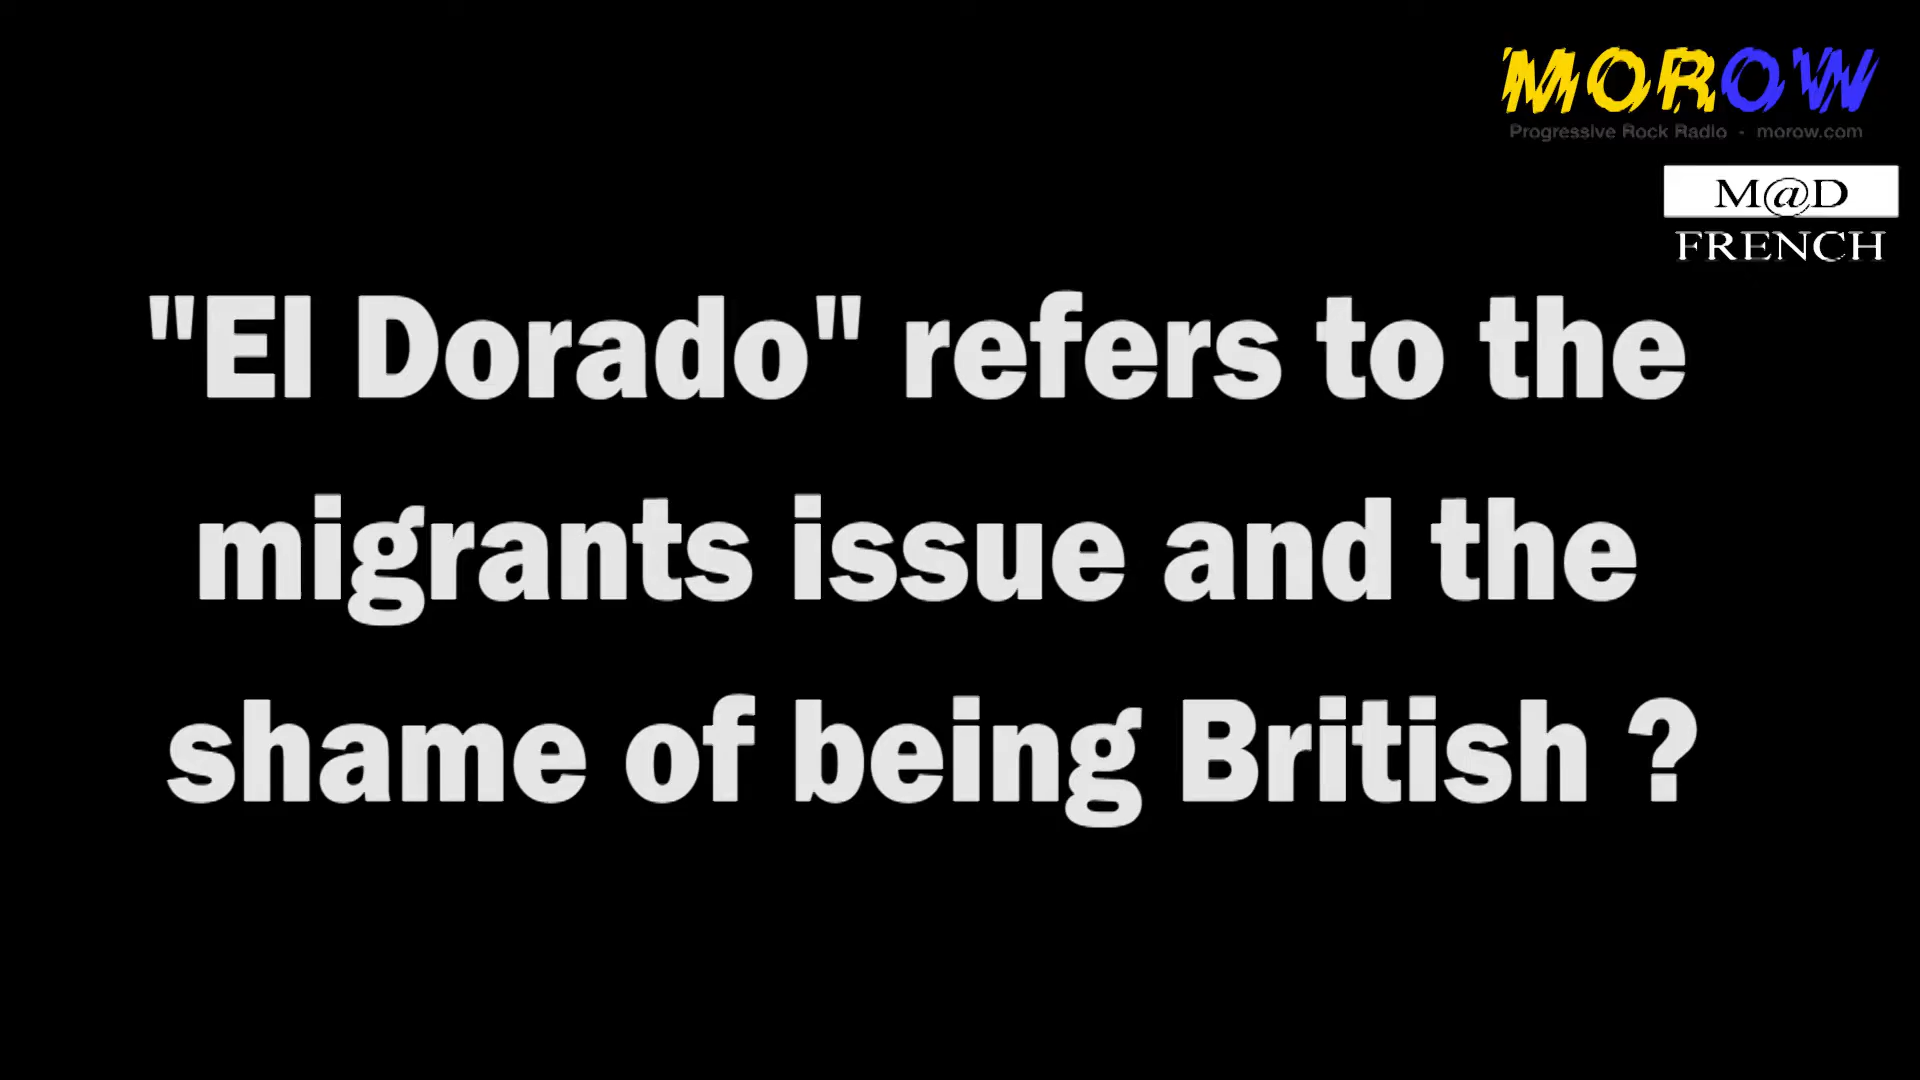 MOROW
Progressive Rock Radio - morow.com
M@D
FRENCH
"El Dorado" refers to the
migrants issue and the
shame of being British ?